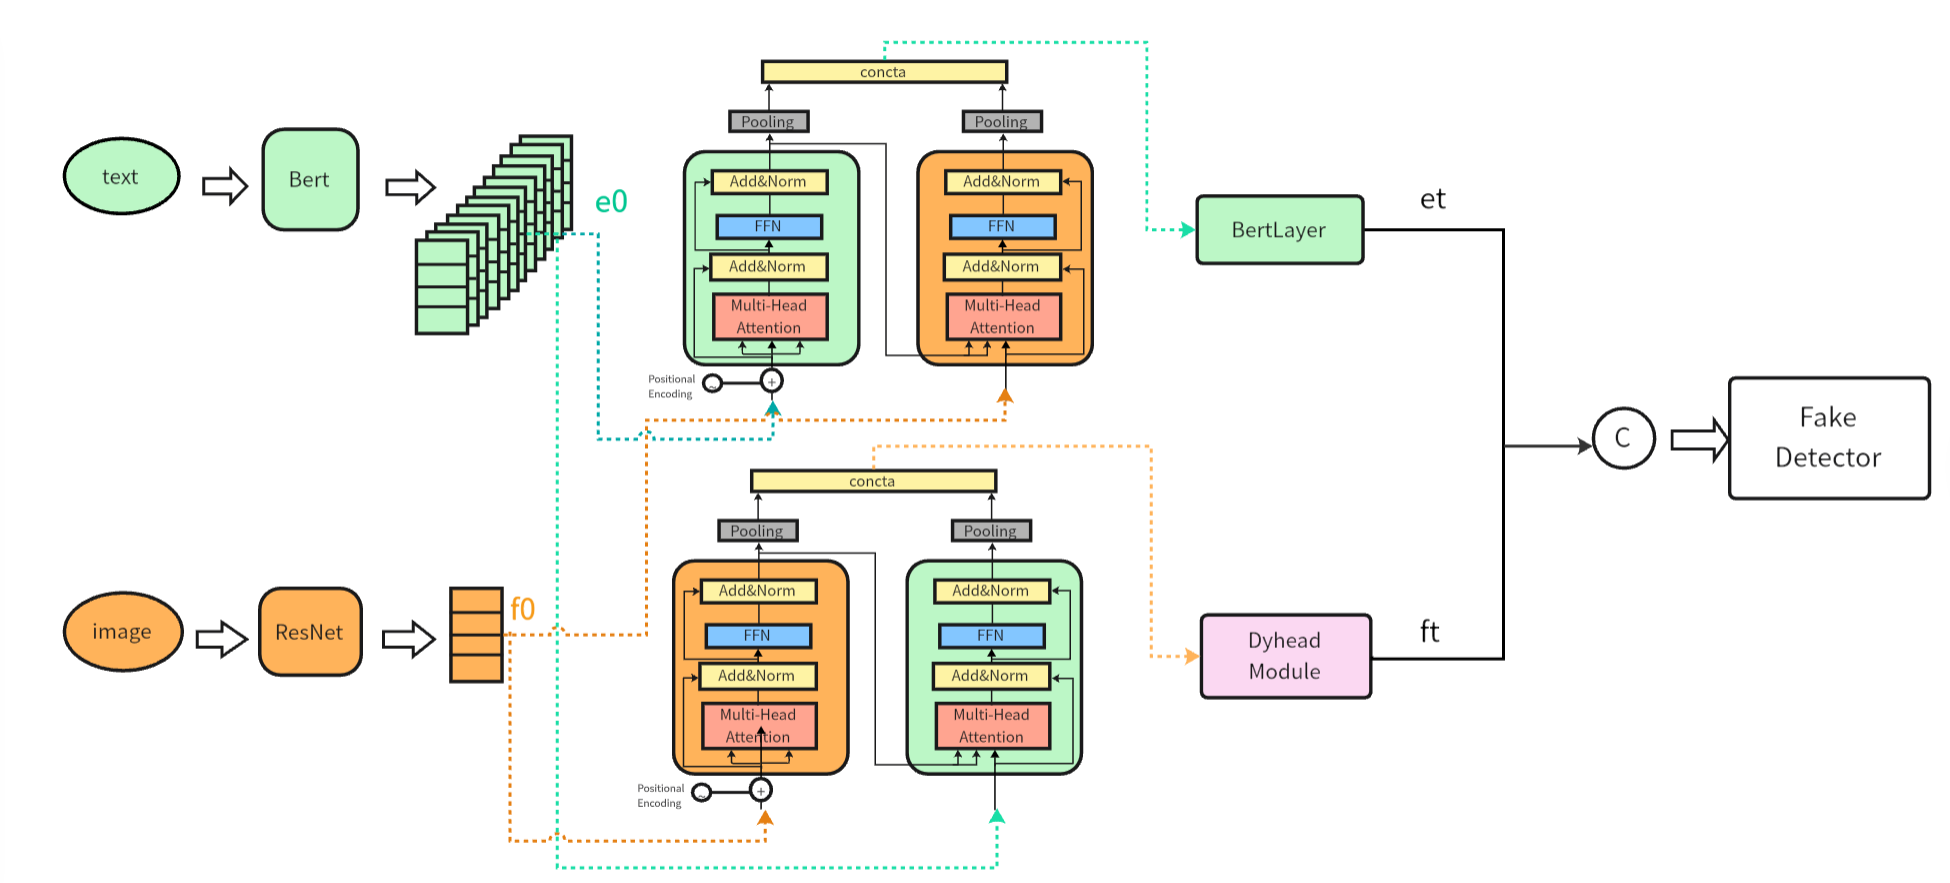 concta
Pooling
Pooling
text
Bert
e0
Add&Norm
FFN
Add&Norm
Multi-Head
Attention
Add&Norm
FFN
Add&Norm
Multi-Head
Attention
Positional
Encoding
+
BertLayer
et
concta
Pooling
Pooling
image
ResNet
f0
Add&Norm
FFN
Add&Norm
Multi-Head
Attention
Add&Norm
FFN
Add&Norm
Multi-Head
Attention
Positional
Encoding
+
Dyhead
Module
ft
C
Fake
Detector